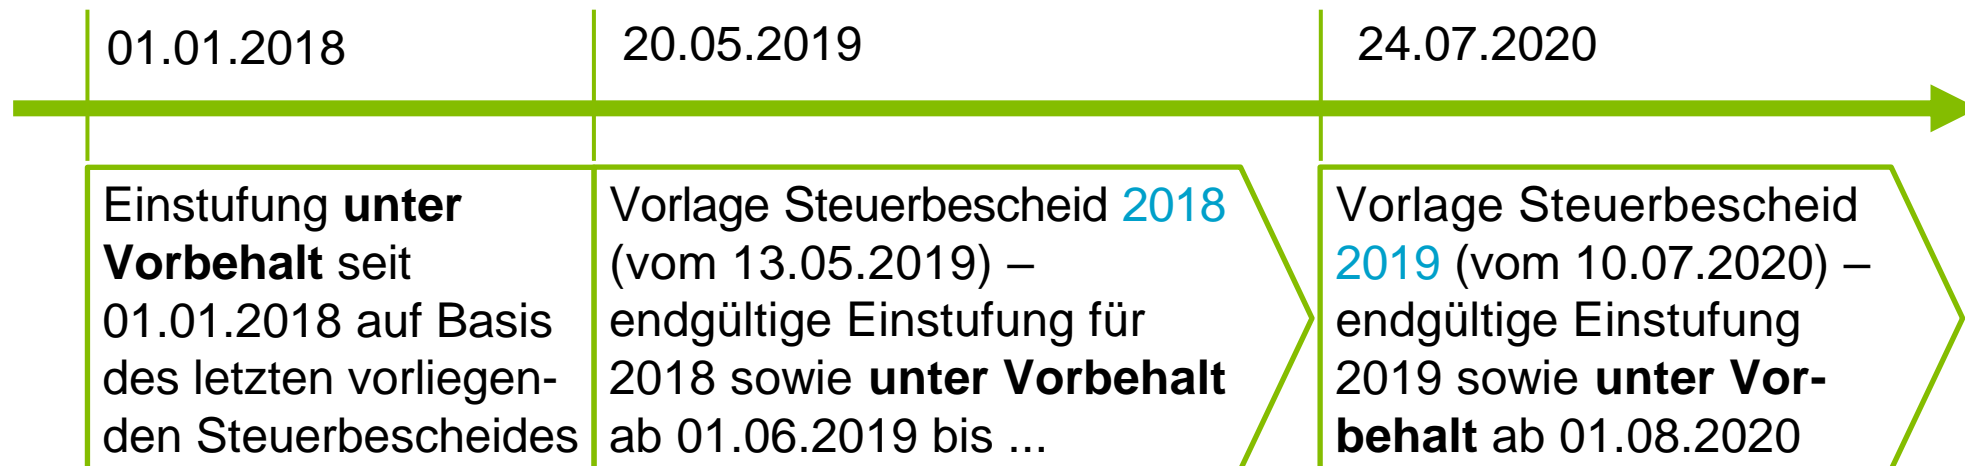 01.01.2018
20.05.2019
24.07.2020
Einstufung unter
Vorbehalt seit
01.01.2018 auf Basis
des letzten vorliegen-
den Steuerbescheides
Vorlage Steuerbescheid 2018
(vom 13.05.2019) –
endgültige Einstufung für
2018 sowie unter Vorbehalt
ab 01.06.2019 bis ...
Vorlage Steuerbescheid
2019 (vom 10.07.2020) –
endgültige Einstufung
2019 sowie unter Vor-
behalt ab 01.08.2020